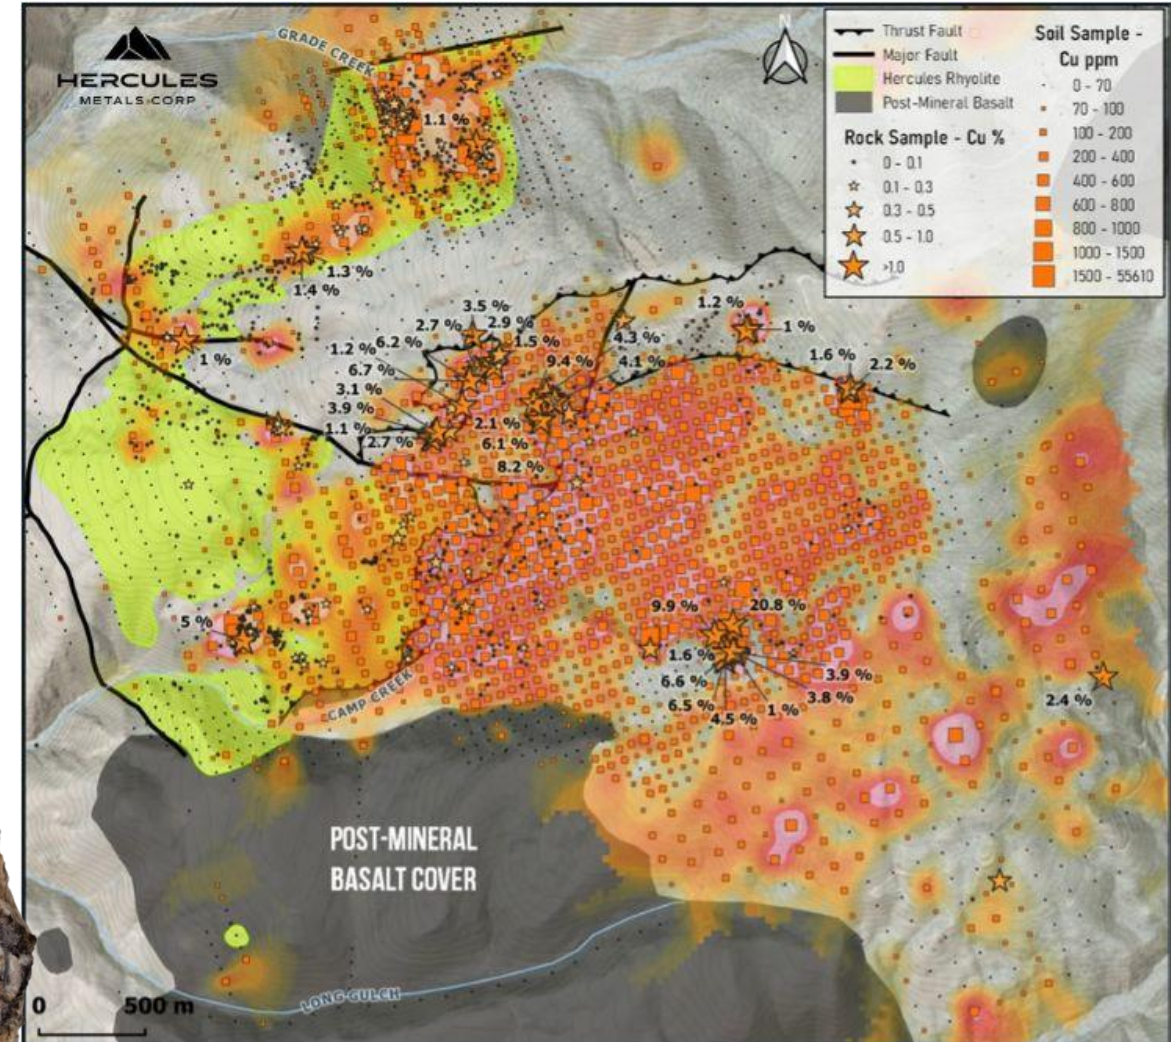 HERCULES
METALS CORP
GRADE CREEK
N
Thrust Fault
Major Fault
Hercules Rhyolite
Post-Mineral Basalt
Rock Sample - Cu %
0 - 0.1
0.1 - 0.3
0.3 - 0.5
0.5 - 1.0
>1.0
Soil Sample -
Cu ppm
0 - 70
70 - 100
100 - 200
200 - 400
400 - 600
600 - 800
800 - 1000
1000 - 1500
1500 - 55610
1.1 %
1.3 %
1.4 %
1 %
3.5 %
2.7 %
2.9 %
1.2 %
6.2 %
1.5 %
6.7 %
9.4 %
3.1 %
3.9 %
1.1 %
2.7 %
2.1 %
6.1 %
8.2 %
4.3 %
4.1 %
1.2 %
1 %
1.6 %
2.2 %
5 %
9.9 %
20.8 %
1.6 %
6.6 %
6.5 %
4.5 %
1 %
3.8 %
3.9 %
2.4 %
CAMP CREEK
POST-MINERAL
BASALT COVER
LONG GULCH
0 500 m